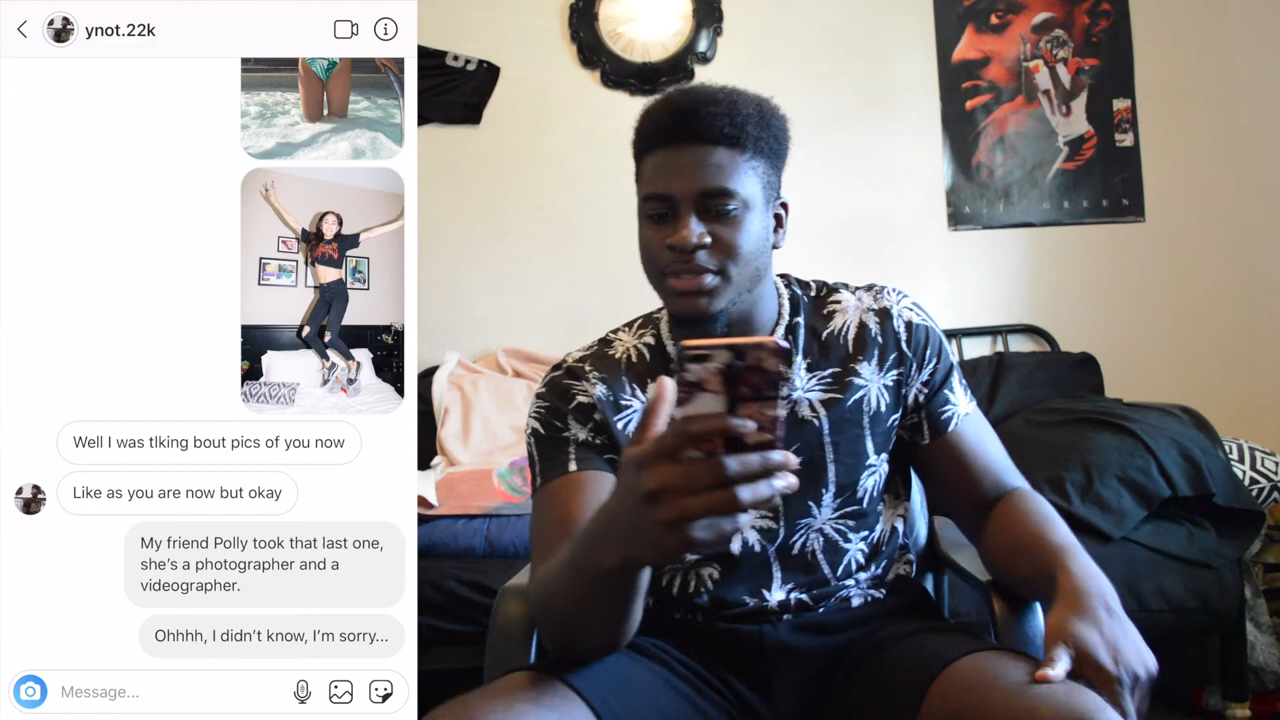 ynot.22k
Well I was tlking bout pics of you now
Like as you are now but okay
My friend Polly took that last one,
she's a photographer and a
videographer.
Ohhhh, I didn't know, I'm sorry...
Message...
GREEN